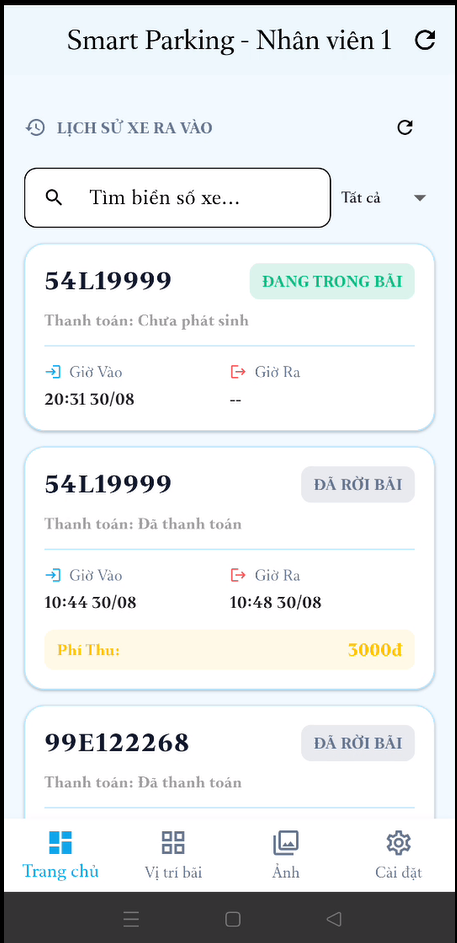 Smart Parking - Nhân viên 1
LỊCH SỬ XE RA VÀO
Tìm biển số xe... Tất cả
54L19999 ĐANG TRONG BÃI
Thanh toán: Chưa phát sinh
Giờ Vào Giờ Ra
20:31 30/08 --
54L19999 ĐÃ RỜI BÃI
Thanh toán: Đã thanh toán
Giờ Vào Giờ Ra
10:44 30/08 10:48 30/08
Phí Thu: 3000đ
99E122268 ĐÃ RỜI BÃI
Thanh toán: Đã thanh toán
Trang chủ Vị trí bãi Ảnh Cài đặt